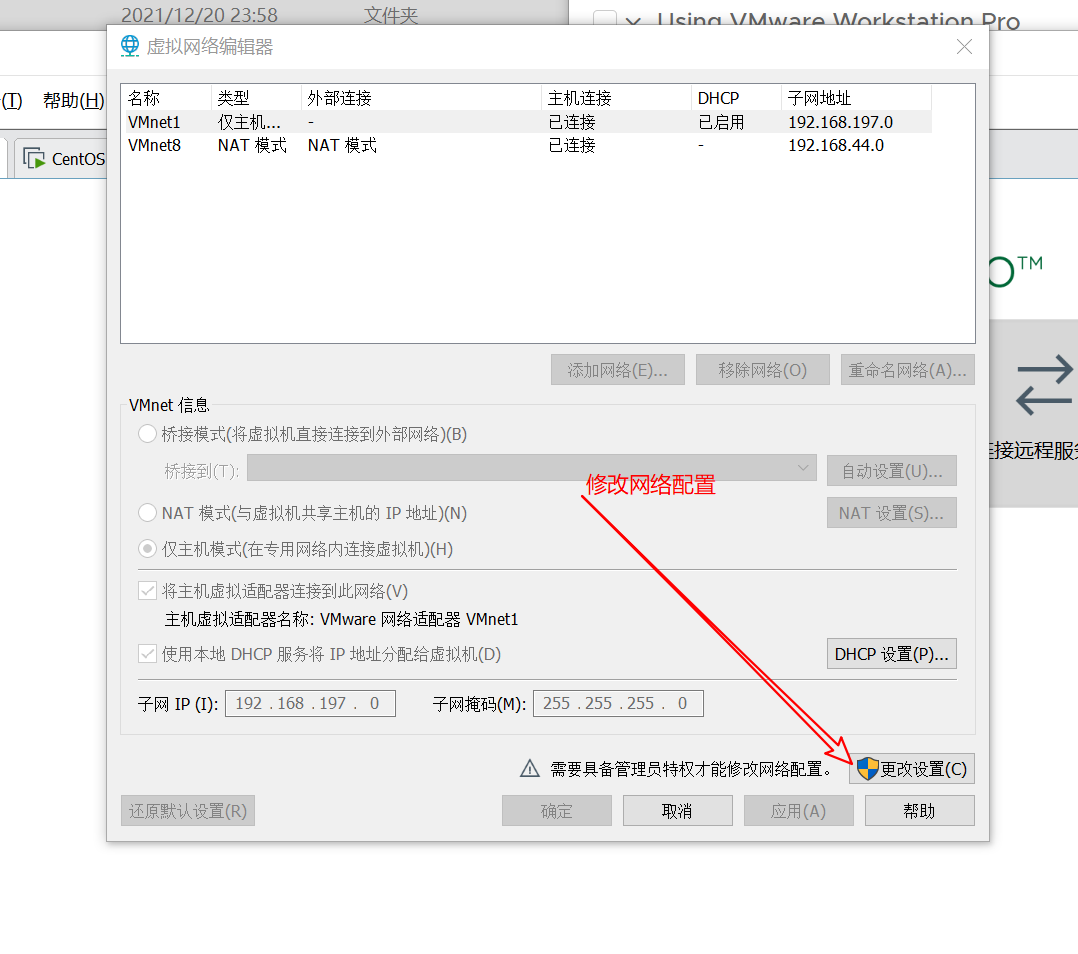 2021/12/20 23:58 文件夹
Using VMware Workstation Pro
虚拟网络编辑器
(T) 帮助(H)
CentOS
名称 类型 外部连接 主机连接 DHCP 子网地址
VMnet1 仅主机... - 已连接 已启用 192.168.197.0
VMnet8 NAT 模式 NAT 模式 已连接 - 192.168.44.0
O™
添加网络(E)... 移除网络(O) 重命名网络(A)...
VMnet 信息
桥接模式(将虚拟机直接连接到外部网络)(B)
连接远程服务
桥接到(T): 自动设置(U)...
修改网络配置
NAT 模式(与虚拟机共享主机的 IP 地址)(N) NAT 设置(S)...
仅主机模式(在专用网络内连接虚拟机)(H)
将主机虚拟适配器连接到此网络(V)
主机虚拟适配器名称: VMware 网络适配器 VMnet1
使用本地 DHCP 服务将 IP 地址分配给虚拟机(D) DHCP 设置(P)...
子网 IP (I): 192 . 168 . 197 . 0 子网掩码(M): 255 . 255 . 255 . 0
需要具备管理员特权才能修改网络配置。 更改设置(C)
还原默认设置(R) 确定 取消 应用(A) 帮助